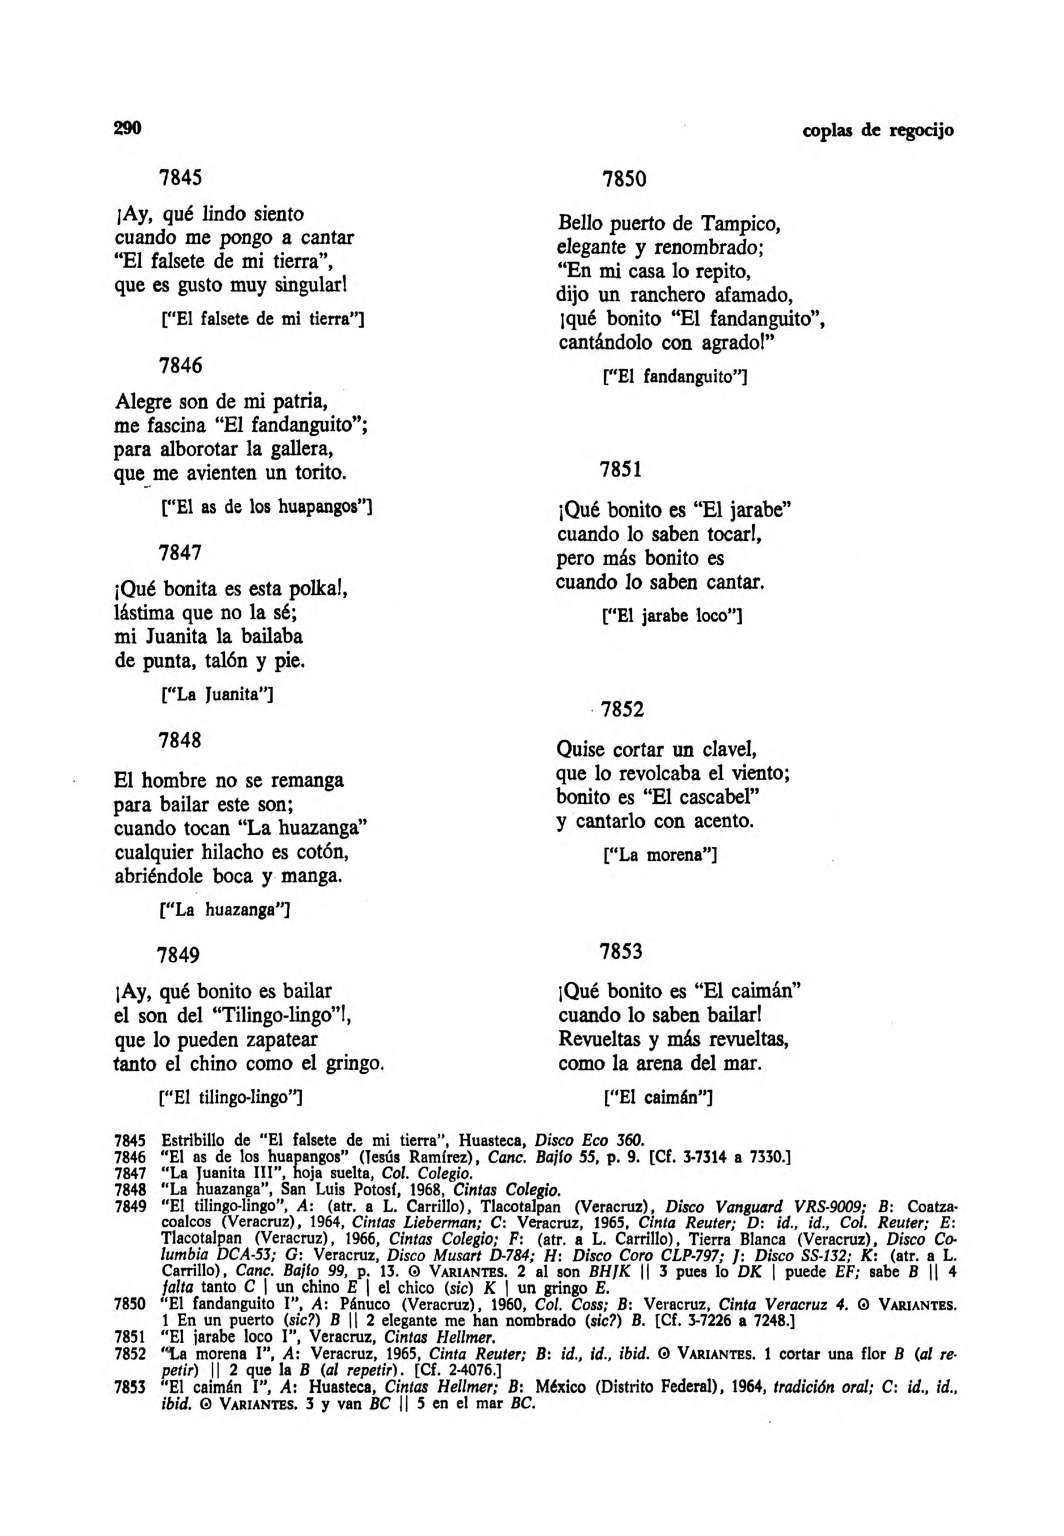 290
coplas de regocijo
7845
¡Ay, qué lindo siento
cuando me pongo a cantar
“El falsete de mi tierra”,
que es gusto muy singular!
[“El falsete de mi tierra”]
7846
Alegre son de mi patria,
me fascina “El fandanguito”;
para alborotar la gallera,
que me avienten un torito.
[“El as de los huapangos”]
7847
¡Qué bonita es esta polka!,
lástima que no la sé;
mi Juanita la bailaba
de punta, talón y pie.
[“La Juanita”]
7848
El hombre no se remanga
para bailar este son;
cuando tocan “La huazanga”
cualquier hilacho es cotón,
abriéndole boca y manga.
[“La huazanga”]
7849
¡Ay, qué bonito es bailar
el son del “Tilingo-lingo”!,
que lo pueden zapatear
tanto el chino como el gringo.
[“El tilingo-lingo”]
7850
Bello puerto de Tampico,
elegante y renombrado;
“En mi casa lo repito,
dijo un ranchero afamado,
¡qué bonito “El fandanguito”,
cantándolo con agrado!”
[“El fandanguito”]
7851
¡Qué bonito es “El jarabe”
cuando lo saben tocar!,
pero más bonito es
cuando lo saben cantar.
[“El jarabe loco”]
7852
Quise cortar un clavel,
que lo revolcaba el viento;
bonito es “El cascabel”
y cantarlo con acento.
[“La morena”]
7853
¡Qué bonito es “El caimán”
cuando lo saben bailar!
Revueltas y más revueltas,
como la arena del mar.
[“El caimán”]
7845 Estribillo de “El falsete de mi tierra”, Huasteca, Disco Eco 360.
7846 “El as de los huapangos” (Jesús Ramírez), Canc. Bajío 55, p. 9. [Cf. 3-7314 a 7330.]
7847 “La Juanita III”, hoja suelta, Col. Colegio.
7848 “La huazanga”, San Luis Potosí, 1968, Cintas Colegio.
7849 “El tilingo-lingo”, A: (atr. a L. Carrillo), Tlacotalpan (Veracruz), Disco Vanguard VRS-9009; B: Coatza-
coalcos (Veracruz), 1964, Cintas Lieberman; C: Veracruz, 1965, Cinta Reuter; D: id., id., Col. Reuter; E:
Tlacotalpan (Veracruz), 1966, Cintas Colegio; F: (atr. a L. Carrillo), Tierra Blanca (Veracruz), Disco Co-
lumbia DCA-53; G: Veracruz, Disco Musart D-784; H: Disco Coro CLP-797; J: Disco SS-132; K: (atr. a L.
Carrillo), Canc. Bajío 99, p. 13. ⊙ VARIANTES. 2 al son BHJK || 3 pues lo DK | puede EF; sabe B || 4
falta tanto C | un chino E | el chico (sic) K | un gringo E.
7850 “El fandanguito I”, A: Pánuco (Veracruz), 1960, Col. Coss; B: Veracruz, Cinta Veracruz 4. ⊙ VARIANTES.
1 En un puerto (sic?) B || 2 elegante me han nombrado (sic?) B. [Cf. 3-7226 a 7248.]
7851 “El jarabe loco I”, Veracruz, Cintas Hellmer.
7852 “La morena I”, A: Veracruz, 1965, Cinta Reuter; B: id., id., ibid. ⊙ VARIANTES. 1 cortar una flor B (al re-
petir) || 2 que la B (al repetir). [Cf. 2-4076.]
7853 “El caimán I”, A: Huasteca, Cintas Hellmer; B: México (Distrito Federal), 1964, tradición oral; C: id., id.,
ibid. ⊙ VARIANTES. 3 y van BC || 5 en el mar BC.